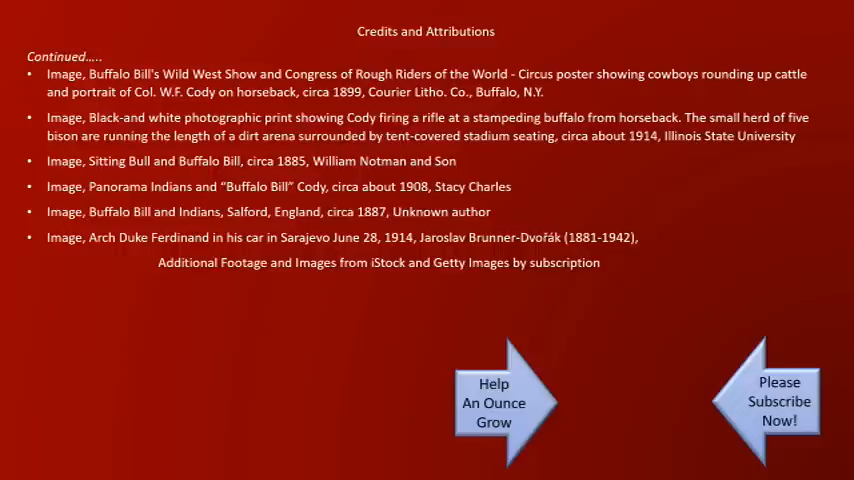 Credits and Attributions
Continued…..
• Image, Buffalo Bill's Wild West Show and Congress of Rough Riders of the World - Circus poster showing cowboys rounding up cattle
and portrait of Col. W.F. Cody on horseback, circa 1899, Courier Litho. Co., Buffalo, N.Y.
• Image, Black-and white photographic print showing Cody firing a rifle at a stampeding buffalo from horseback. The small herd of five
bison are running the length of a dirt arena surrounded by tent-covered stadium seating, circa about 1914, Illinois State University
• Image, Sitting Bull and Buffalo Bill, circa 1885, William Notman and Son
• Image, Panorama Indians and “Buffalo Bill” Cody, circa about 1908, Stacy Charles
• Image, Buffalo Bill and Indians, Salford, England, circa 1887, Unknown author
• Image, Arch Duke Ferdinand in his car in Sarajevo June 28, 1914, Jaroslav Brunner-Dvořák (1881-1942),
Additional Footage and Images from iStock and Getty Images by subscription
Help
An Ounce
Grow
Please
Subscribe
Now!